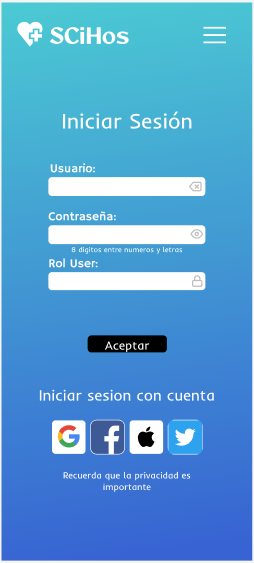 SCiHos
Iniciar Sesión
Usuario:
Contraseña:
8 digitos entre numeros y letras
Rol User:
Aceptar
Iniciar sesion con cuenta
Recuerda que la privacidad es
importante